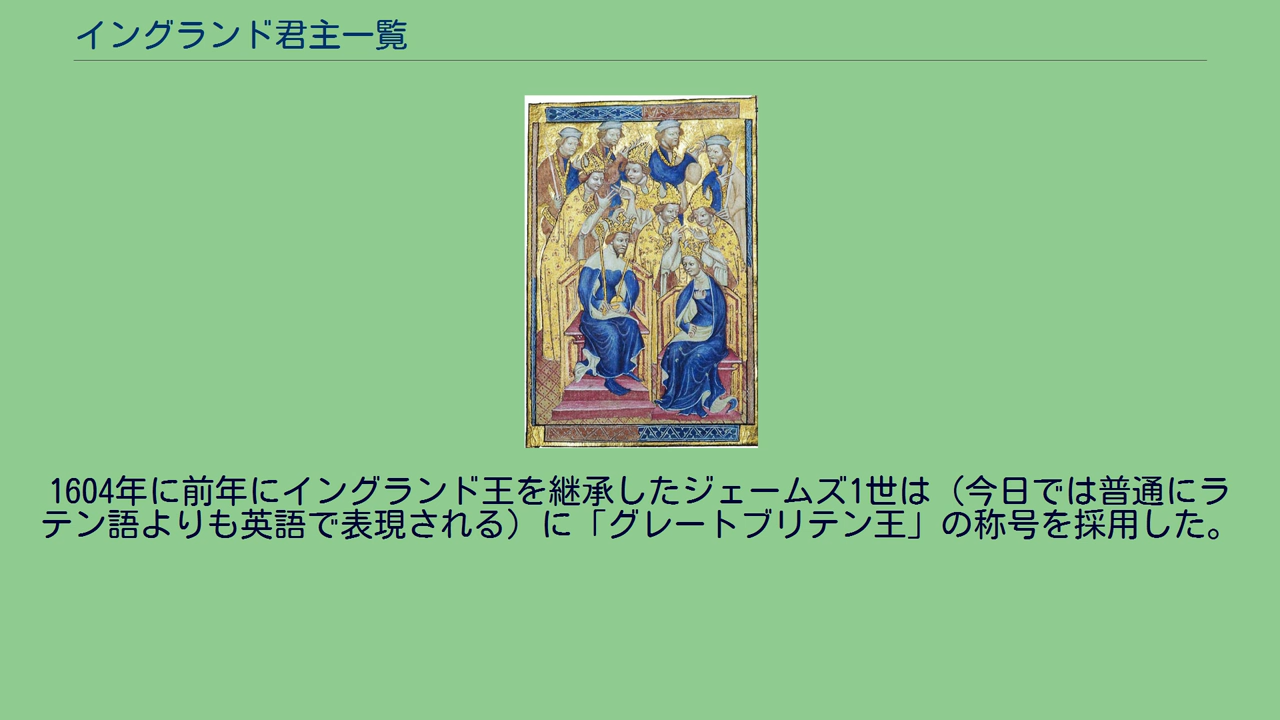 イングランド君主一覧
1604年に前年にイングランド王を継承したジェームズ1世は（今日では普通にラ
テン語よりも英語で表現される）に「グレートブリテン王」の称号を採用した。